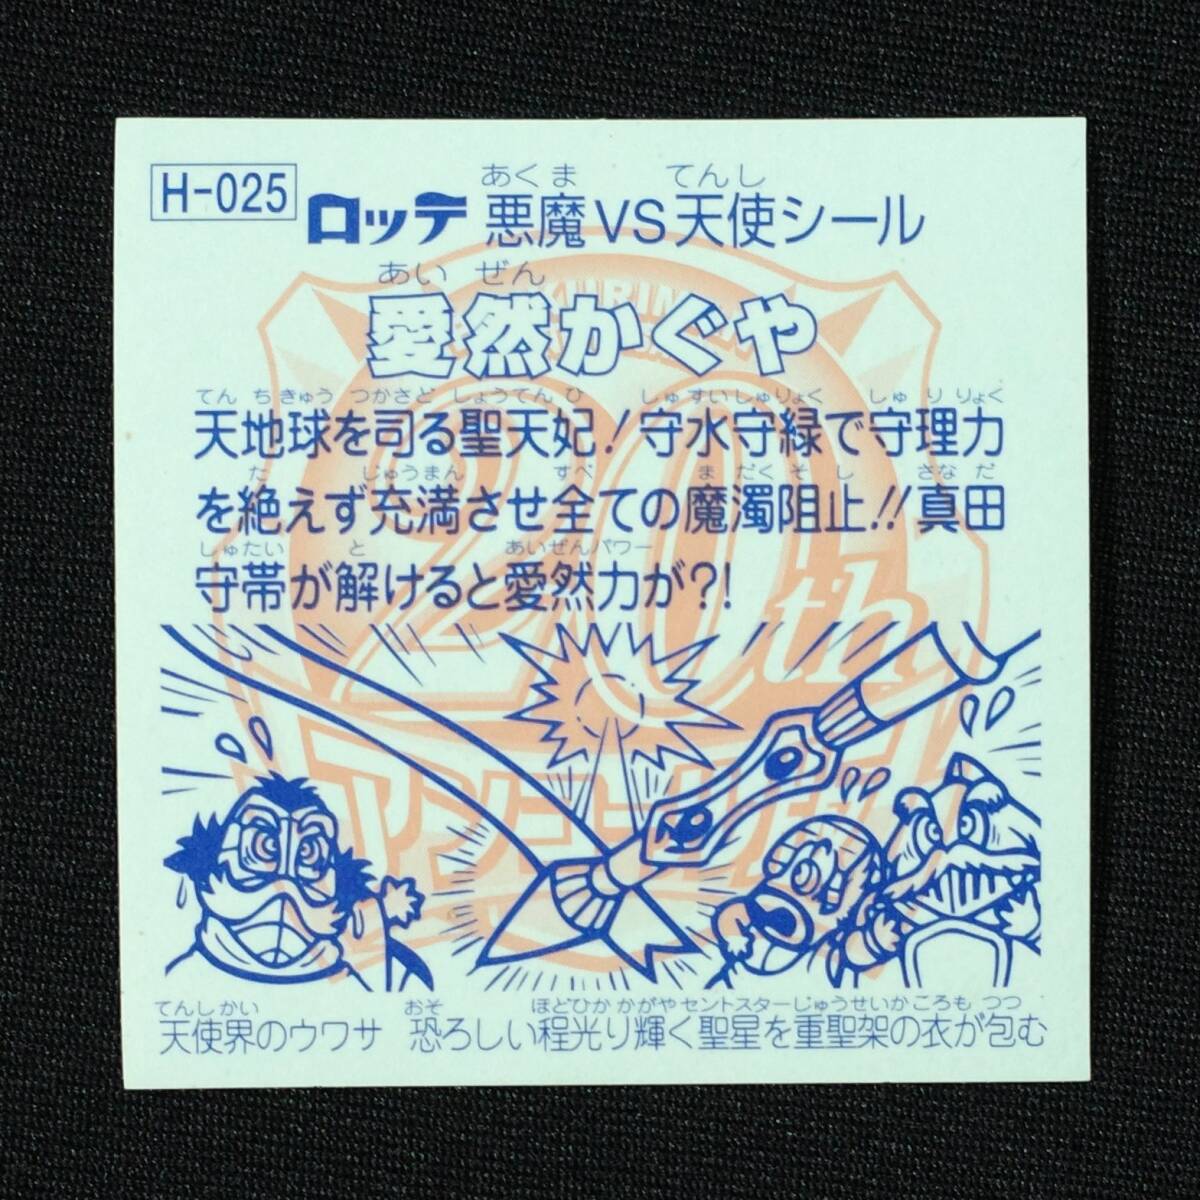 H-025
ロッテ 悪魔VS天使シール
あくま てんし
愛然かぐや
あい ぜん
天地球を司る聖天妃!守水守緑で守理力
てん ちきゅう つかさど しょうてん ひ しゅすいしゅりょく しゅ り りょく
を絶えず充満させ全ての魔濁阻止!!真田
た じゅうまん すべ ま だく そ し さな だ
守帯が解けると愛然力が?!
しゅたい と あいぜんパワー
20th
アンコール
天使界のウワサ 恐ろしい程光り輝く聖星を重聖架の衣が包む
てんしかい おそ ほどひか かがや セントスター じゅうせいか ころも つつ